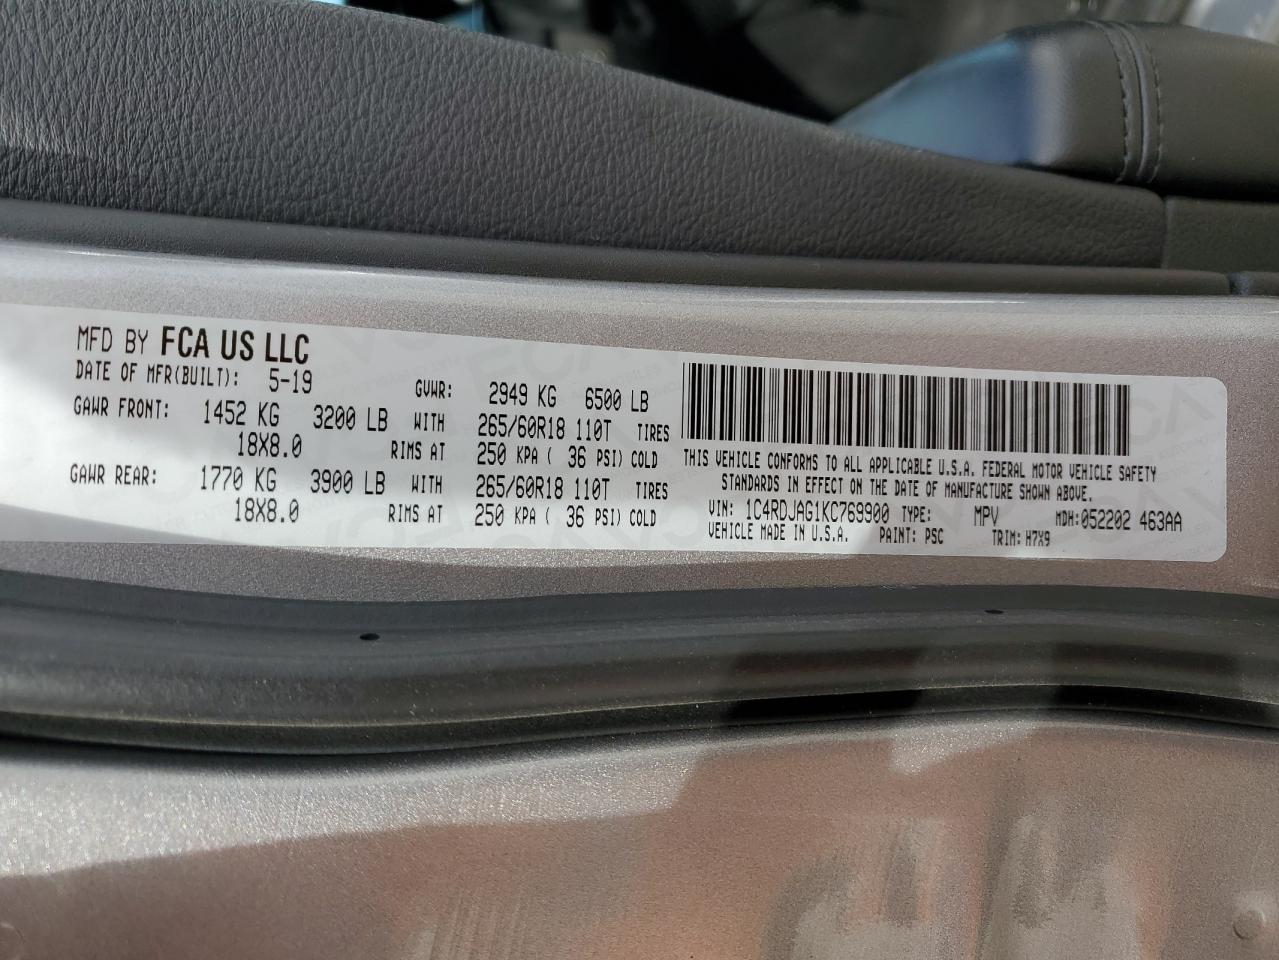 MFD BY FCA US LLC
DATE OF MFR(BUILT): 5-19 GVWR: 2949 KG 6500 LB
GAWR FRONT: 1452 KG 3200 LB WITH 265/60R18 110T TIRES
18X8.0 RIMS AT 250 KPA ( 36 PSI) COLD
GAWR REAR: 1770 KG 3900 LB WITH 265/60R18 110T TIRES
18X8.0 RIMS AT 250 KPA ( 36 PSI) COLD
THIS VEHICLE CONFORMS TO ALL APPLICABLE U.S.A. FEDERAL MOTOR VEHICLE SAFETY
STANDARDS IN EFFECT ON THE DATE OF MANUFACTURE SHOWN ABOVE.
VIN: 1C4RDJAG1KC769900 TYPE: MPV MDH:052202 463AA
VEHICLE MADE IN U.S.A. PAINT: PSC TRIM: H7X9